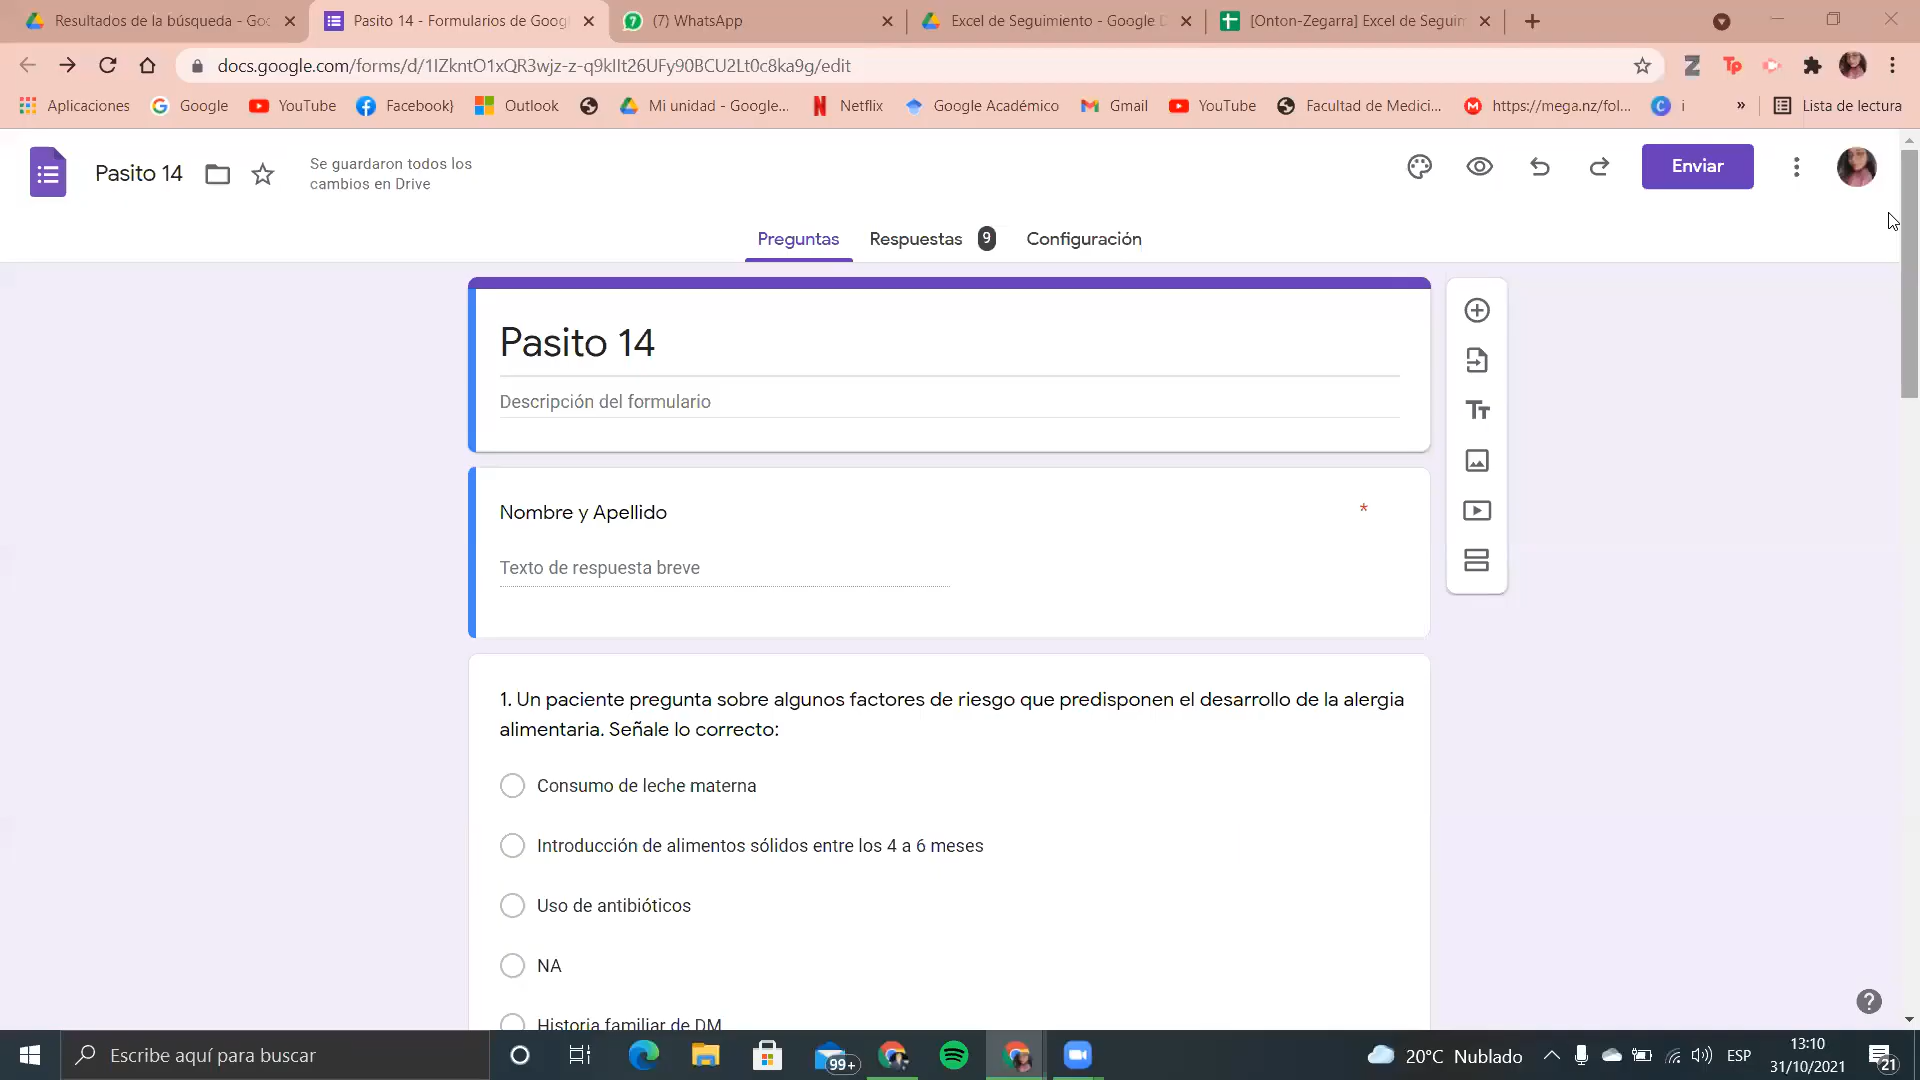 Resultados de la búsqueda - Goo
Pasito 14 - Formularios de Googl
(7) WhatsApp
Excel de Seguimiento - Google D
[Onton-Zegarra] Excel de Seguim
docs.google.com/forms/d/1IZkntO1xQR3wjz-z-q9kIIt26UFy90BCU2Lt0c8ka9g/edit
Aplicaciones
Google
YouTube
Facebook}
Outlook
Mi unidad - Google...
Netflix
Google Académico
Gmail
YouTube
Facultad de Medici...
https://mega.nz/fol...
i
»
Lista de lectura
Pasito 14
Se guardaron todos los
cambios en Drive
Enviar
Preguntas
Respuestas 9
Configuración
Pasito 14
Descripción del formulario
Nombre y Apellido *
Texto de respuesta breve
1. Un paciente pregunta sobre algunos factores de riesgo que predisponen el desarrollo de la alergia
alimentaria. Señale lo correcto:
Consumo de leche materna
Introducción de alimentos sólidos entre los 4 a 6 meses
Uso de antibióticos
NA
Historia familiar de DM
Escribe aquí para buscar
99+
20°C Nublado
ESP
13:10
31/10/2021
21